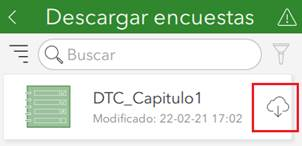 Descargar encuestas
Buscar
DTC_Capitulo1
Modificado: 22-02-21 17:02